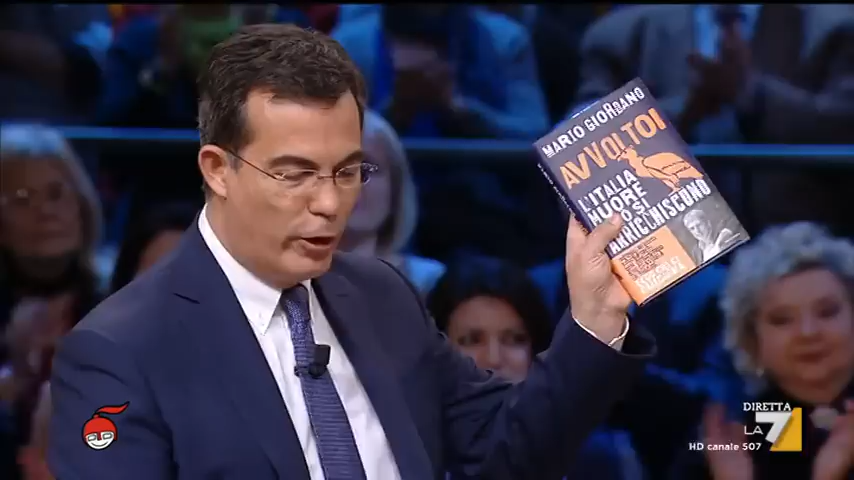 MARIO GIORDANO
AVVOLTOI
L'ITALIA
MUORE
LORO SI
ARRICCHISCONO
DIRETTA
LA 7
HD canale 507